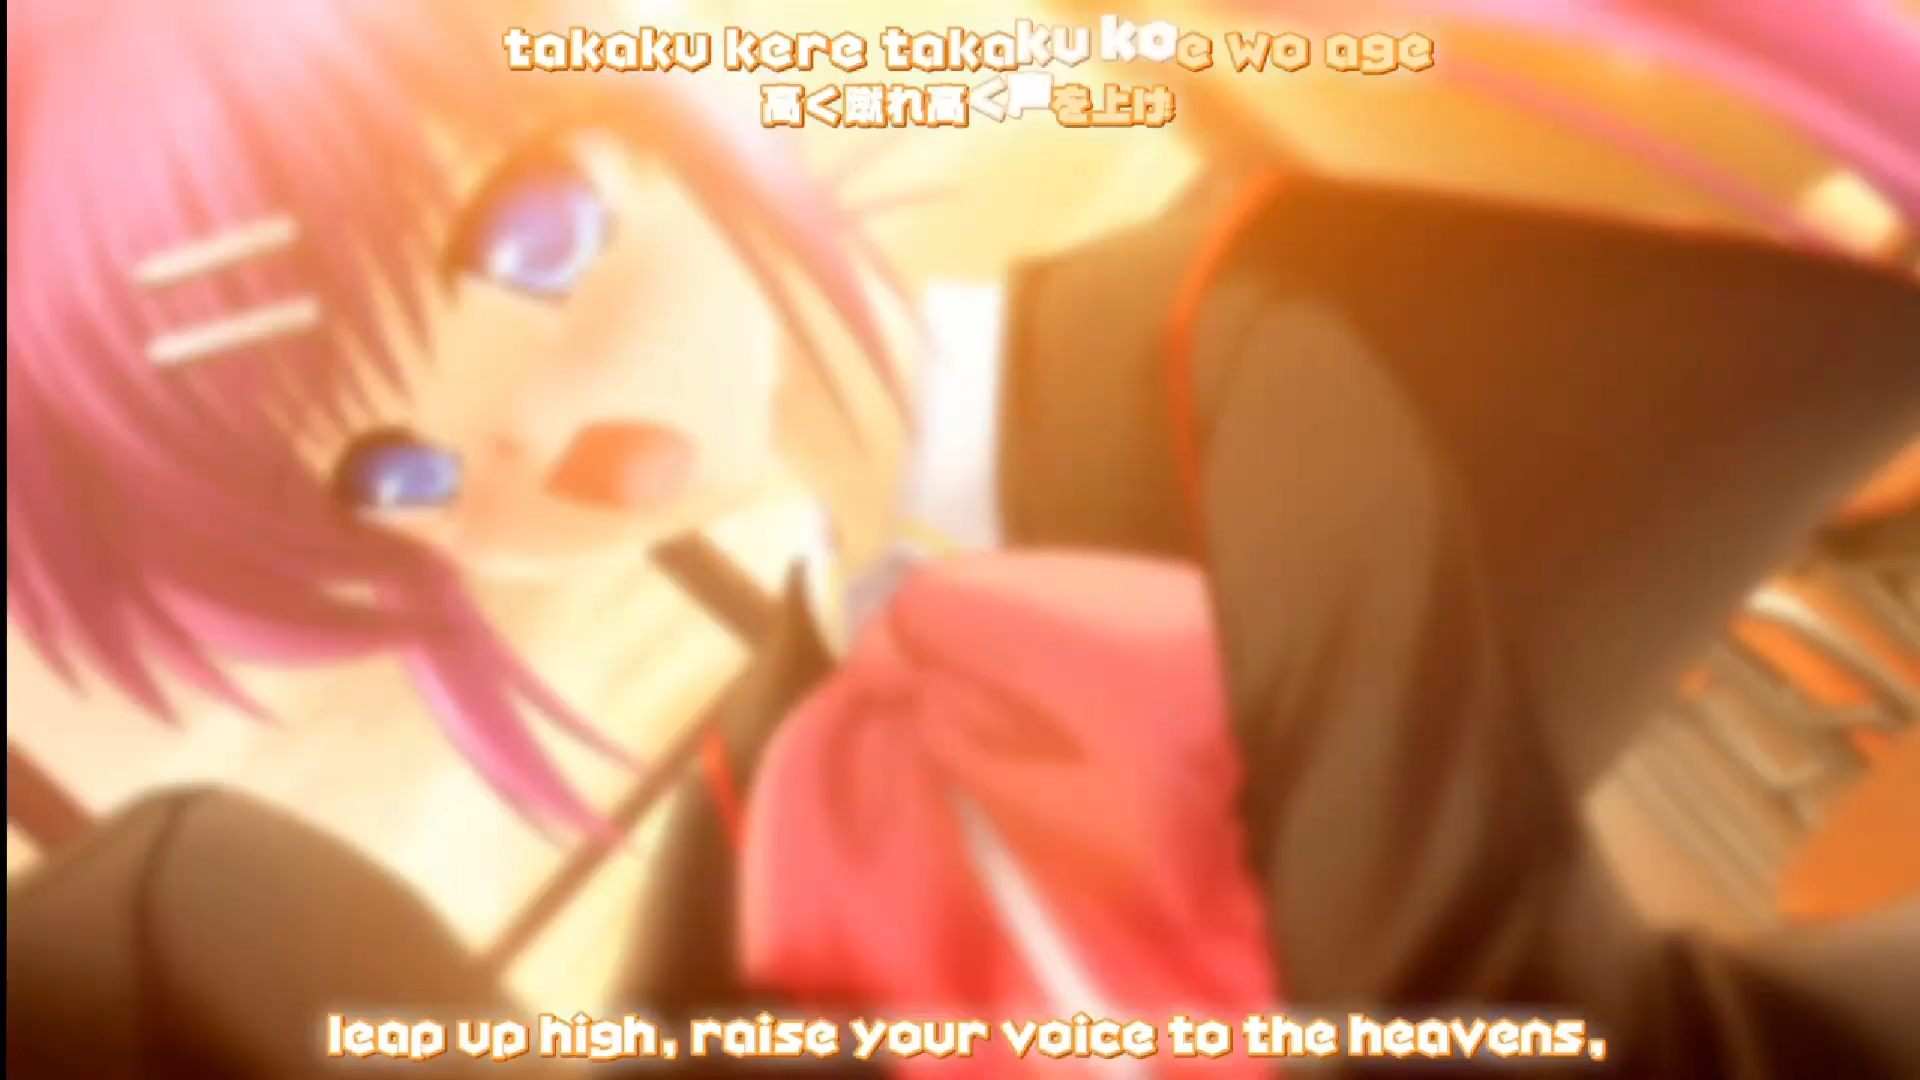 takaku kere takaku koe wo age
高く蹴れ高く声を上げ
leap up high, raise your voice to the heavens,